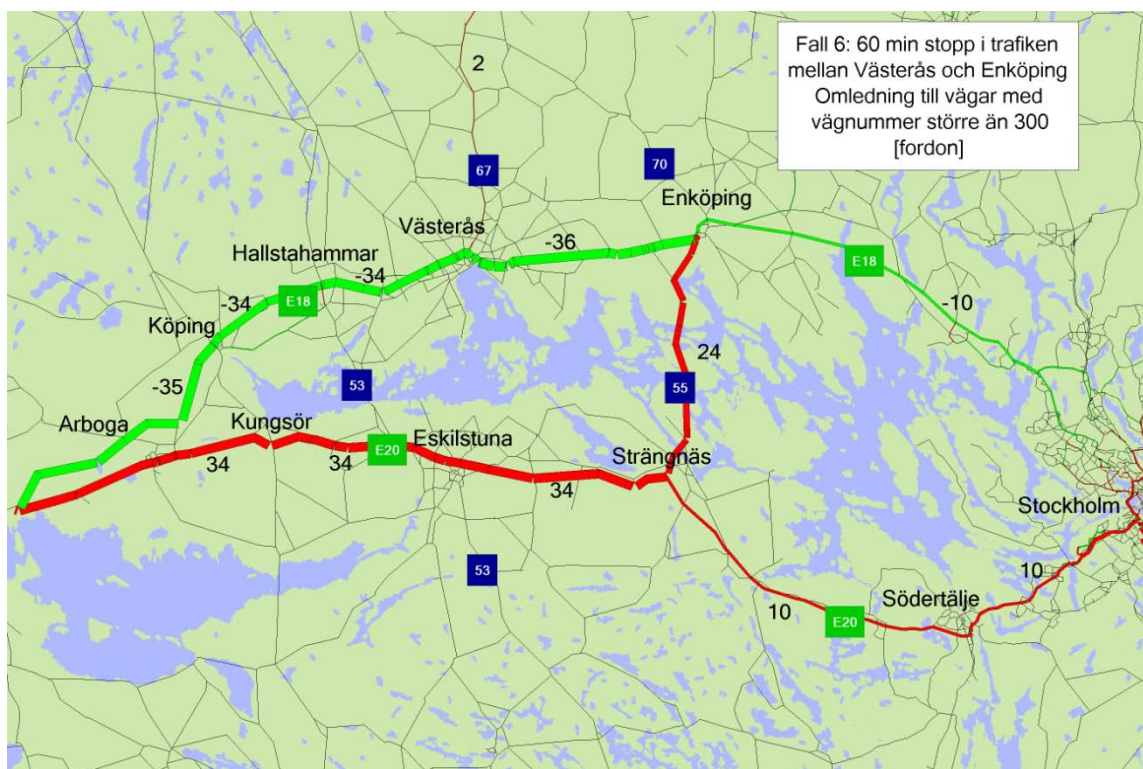 Fall 6: 60 min stopp i trafiken
mellan Västerås och Enköping
Omledning till vägar med
vägnummer större än 300
[fordon]
2
67
70
Enköping
Västerås
-36
Hallstahammar
-34
E18
E18
-34
Köping
-10
24
-35
53
55
Arboga
Kungsör
Eskilstuna
E20
34
34
Strängnäs
34
Stockholm
53
10
Södertälje
10
E20